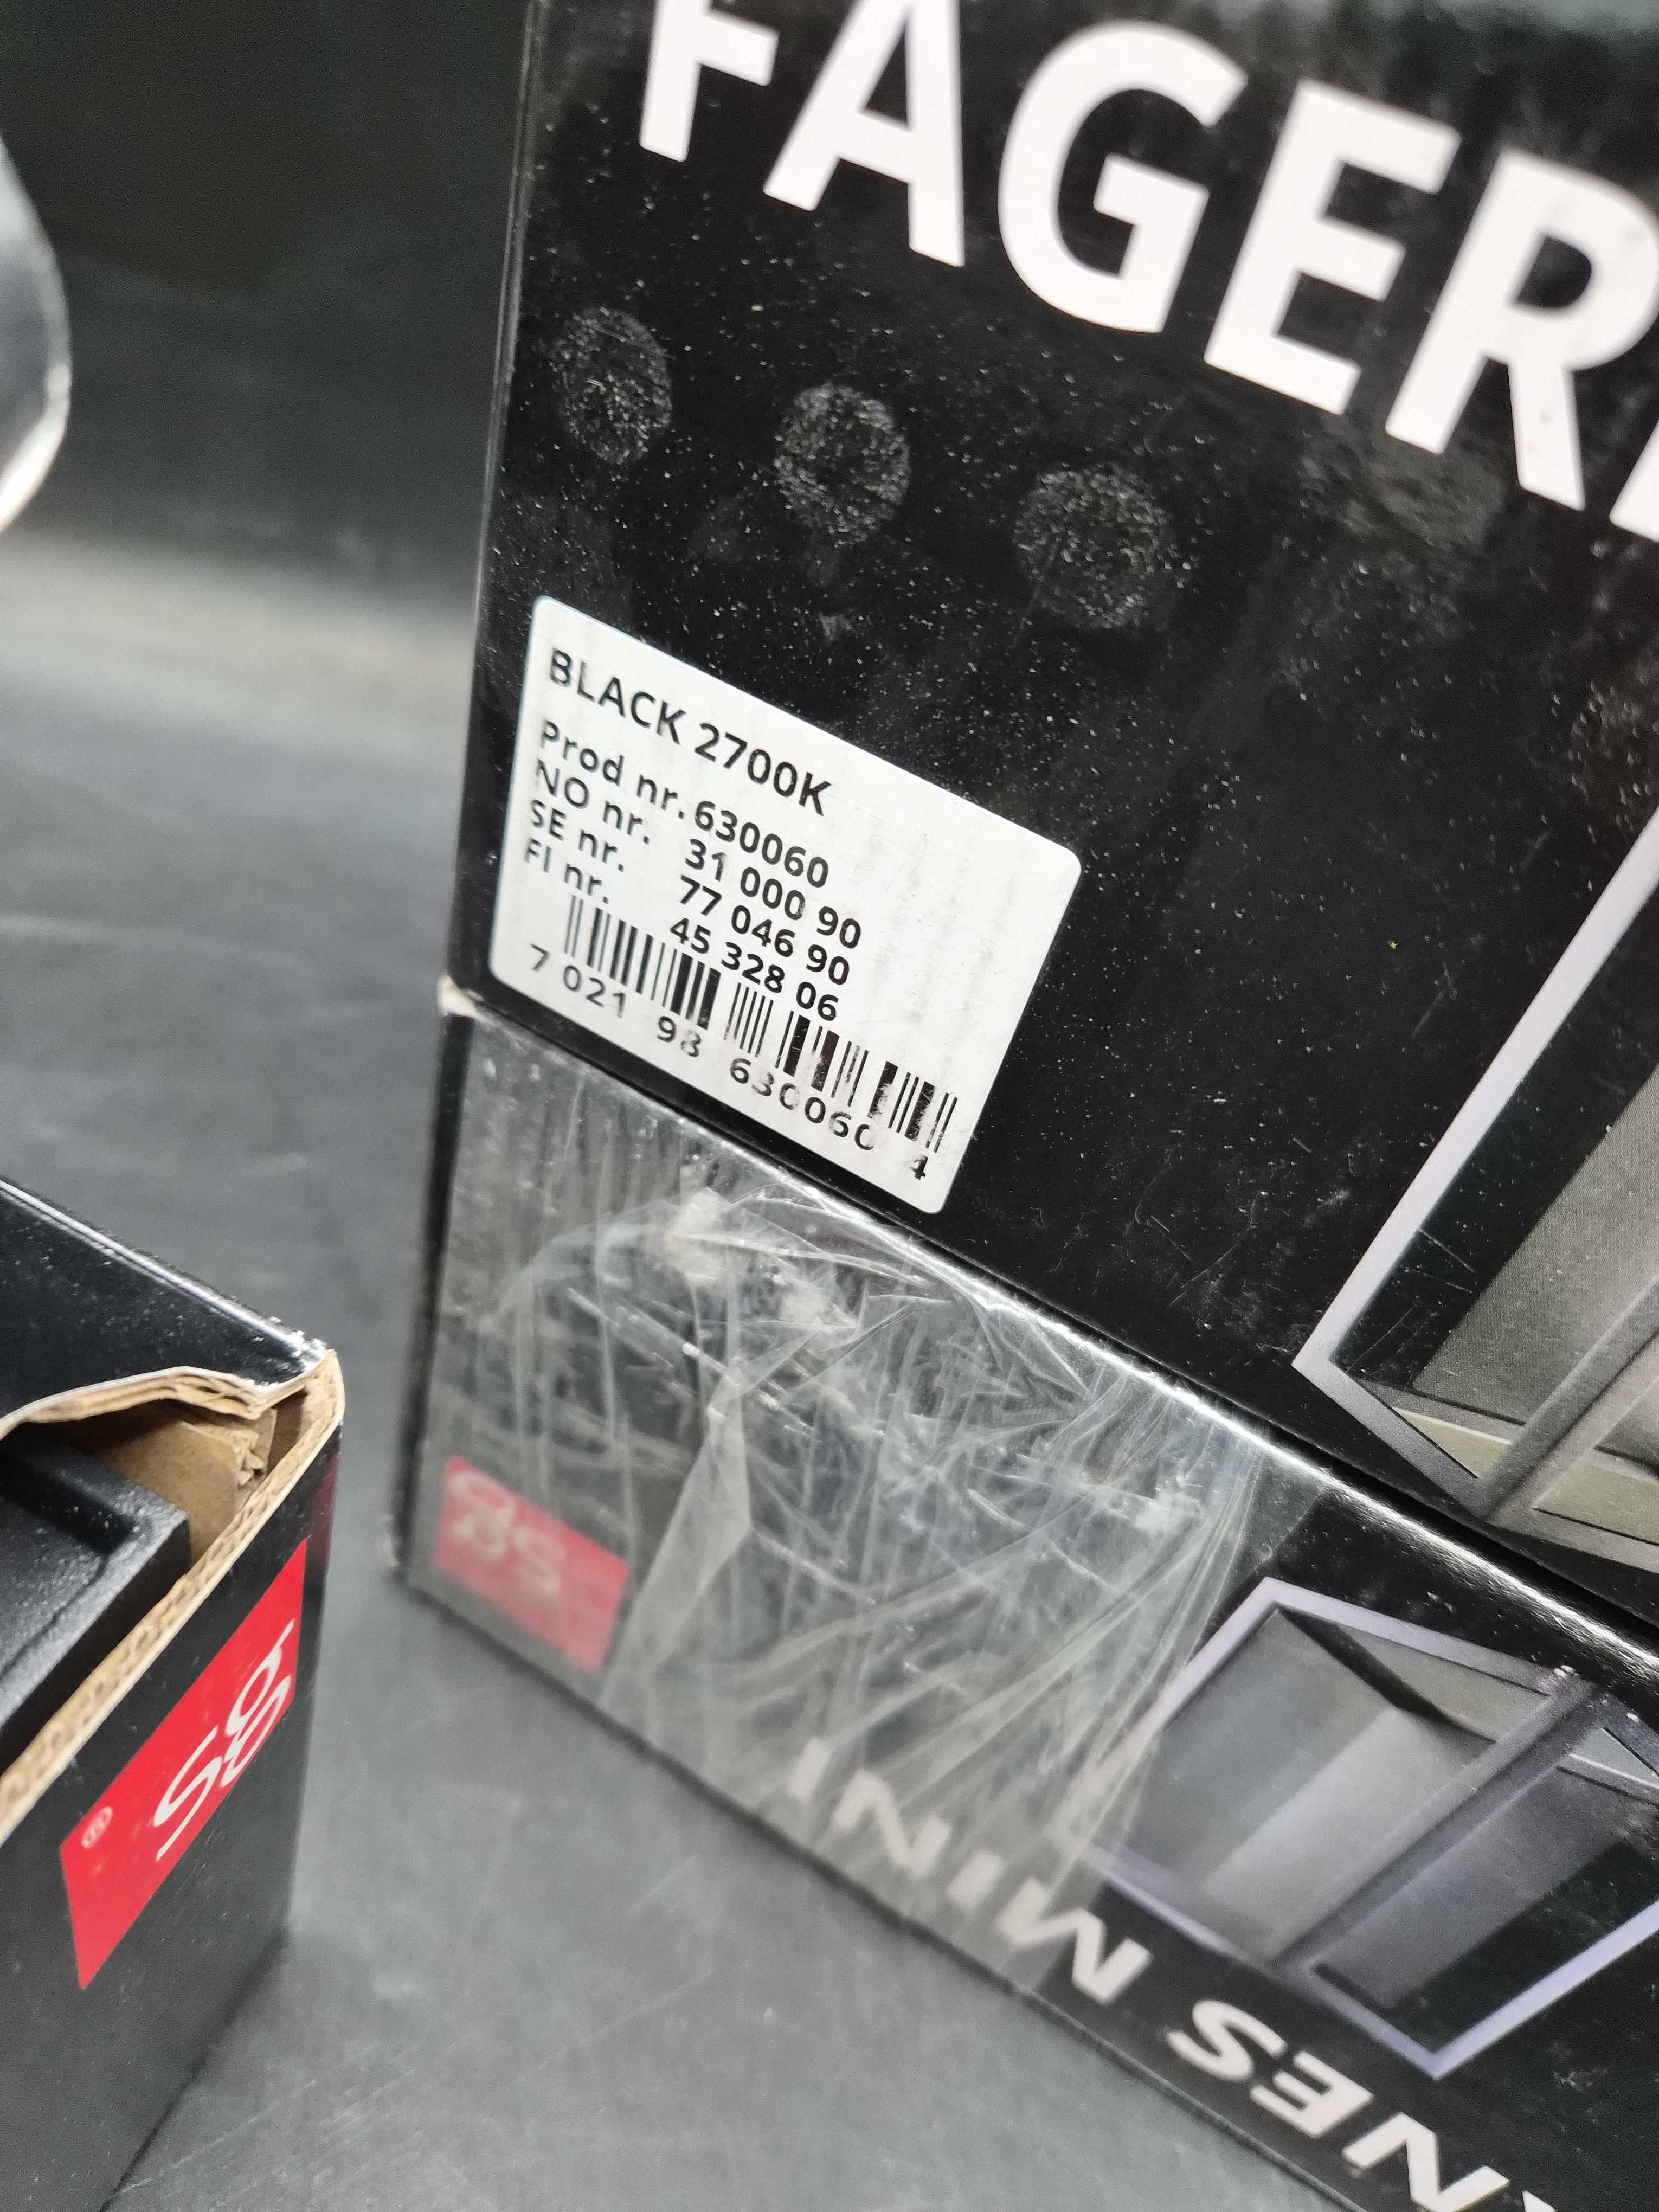 FAGER
BLACK 2700K
Prod nr. 630060
NO nr. 31 000 90
SE nr. 77 046 90
FI nr. 45 328 06
7 021 98 630060 4
NES MINI